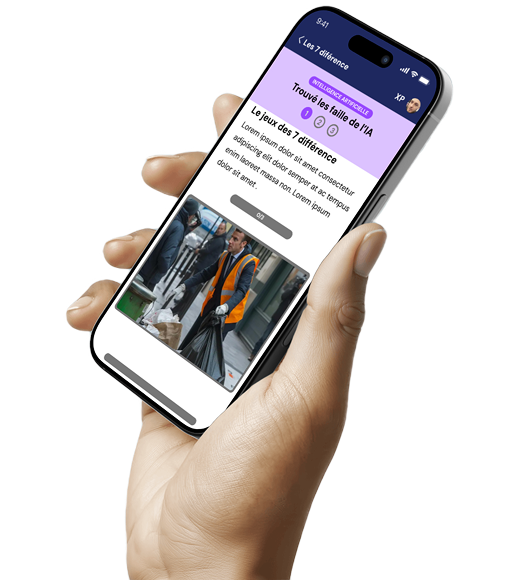 9:41
Les 7 diférence
XP
INTELLIGENCE ARTIFICIELLE
Trouvé les faille de l'IA
1 2 3
Le jeux des 7 différence
Lorem ipsum dolor sit amet consectetur
adipiscing elit dolor semper at ac tempus
enim laoreet massa non. Lorem ipsum
dolor sit amet.
0/3